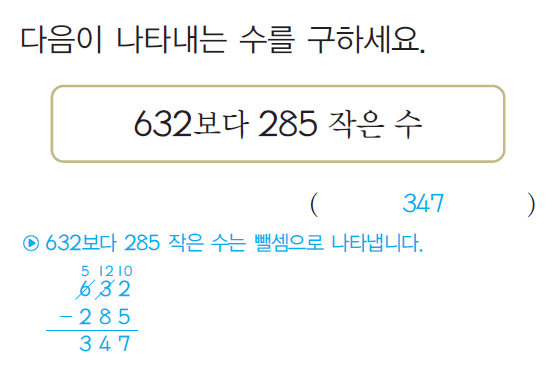 다음이 나타내는 수를 구하세요.
632보다 285 작은 수
( 347 )
632보다 285 작은 수는 뺄셈으로 나타냅니다.
5 12 10
6 3 2
− 2 8 5
3 4 7